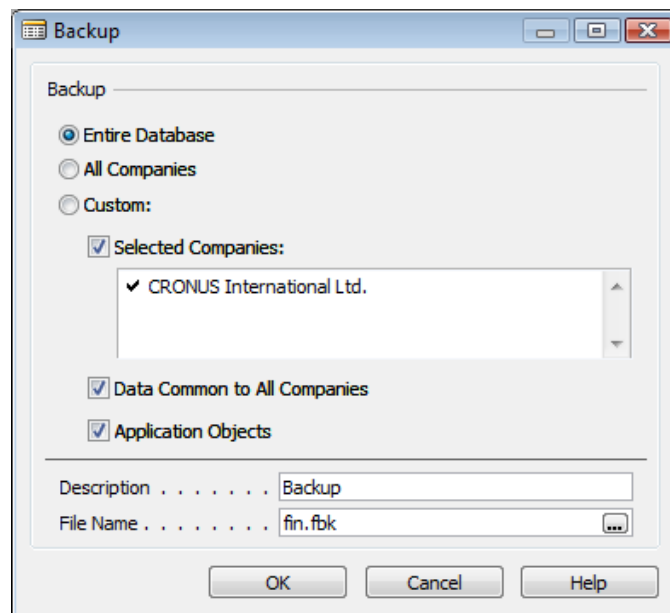 Backup
Backup
Entire Database
All Companies
Custom:
Selected Companies:
CRONUS International Ltd.
Data Common to All Companies
Application Objects
Description . . . . . . . Backup
File Name . . . . . . . . fin.fbk ...
OK Cancel Help